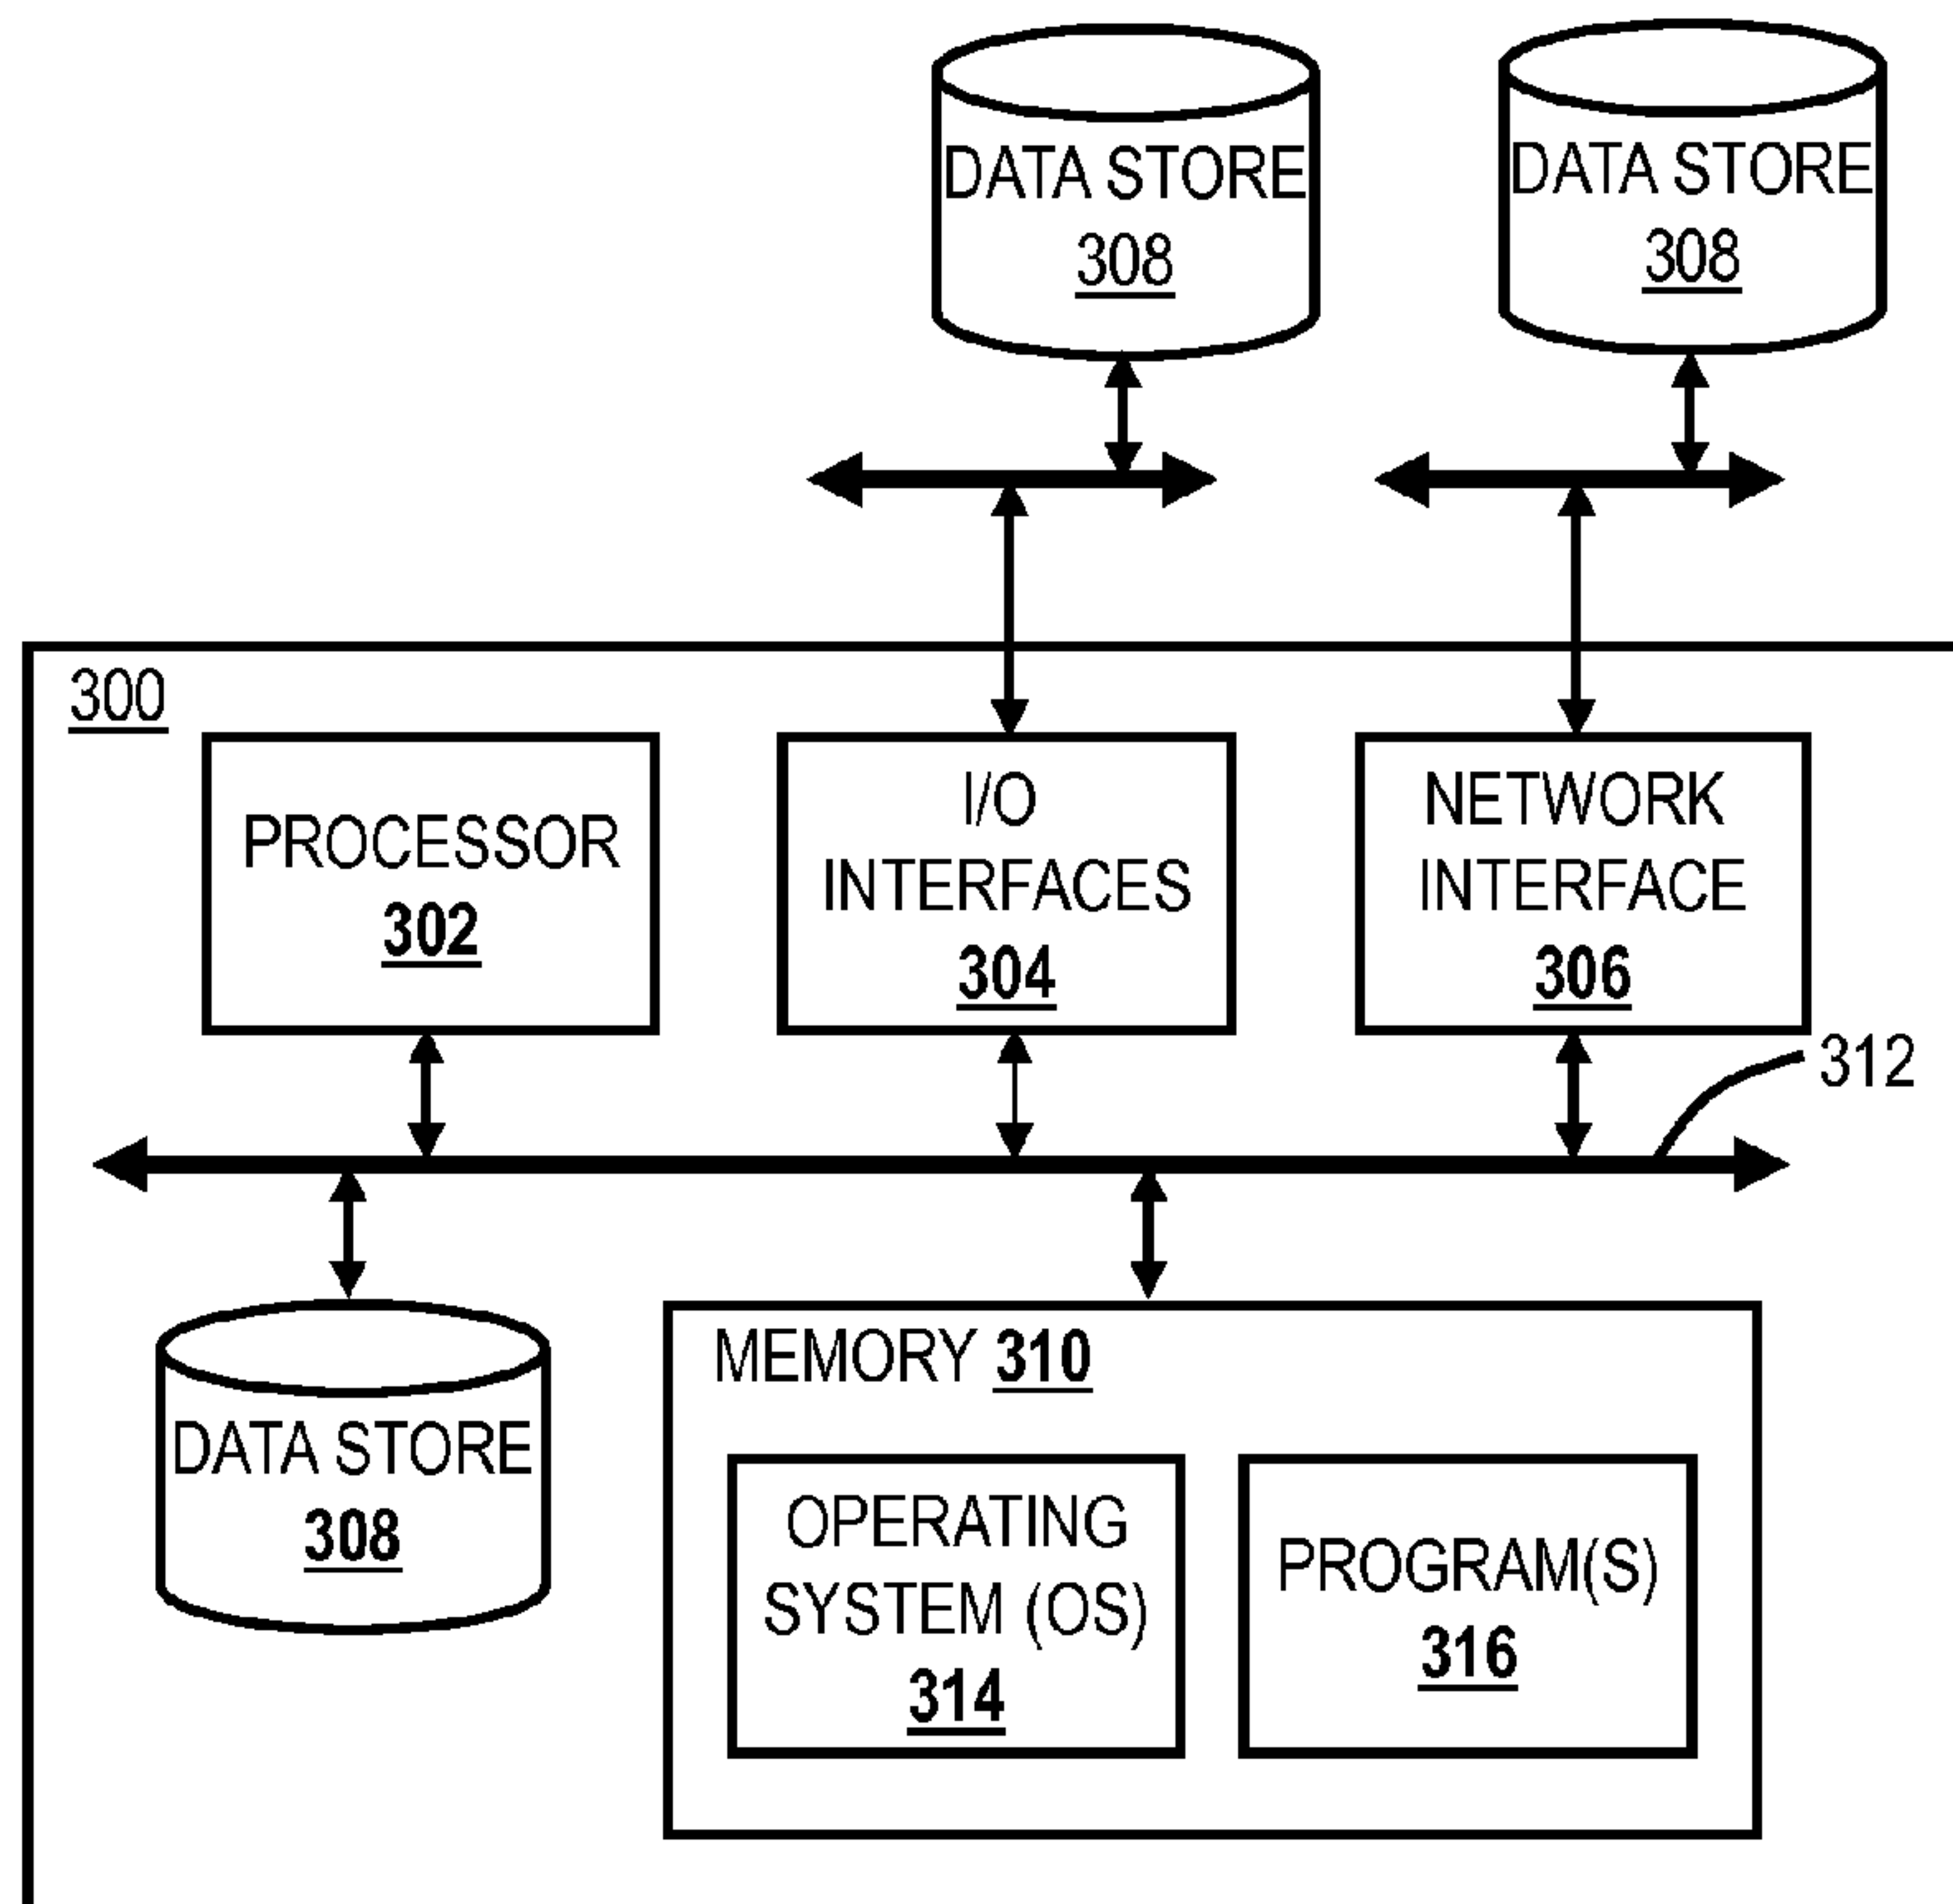 DATA STORE
308
DATA STORE
308
300
PROCESSOR
302
I/O
INTERFACES
304
NETWORK
INTERFACE
306
312
DATA STORE
308
MEMORY 310
OPERATING
SYSTEM (OS)
314
PROGRAM(S)
316